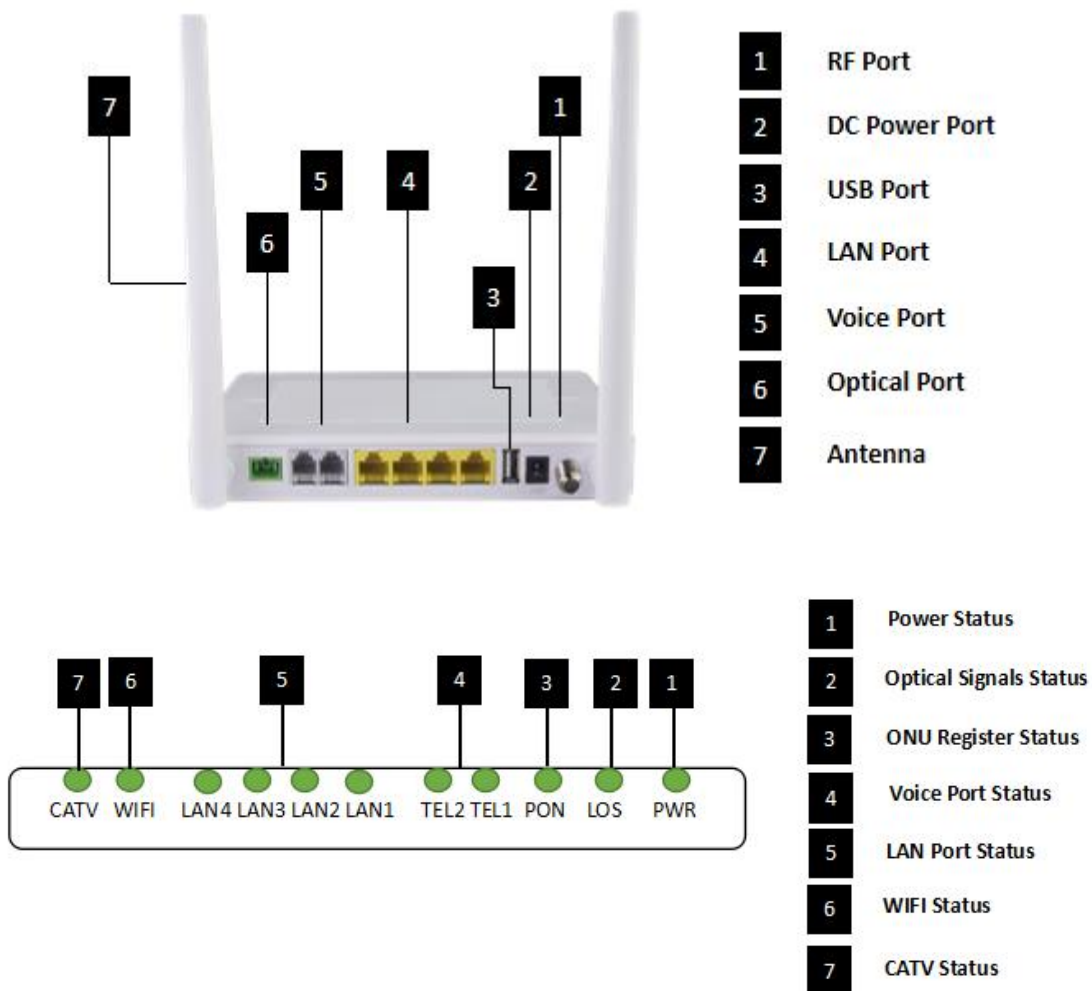 1 RF Port
2 DC Power Port
3 USB Port
4 LAN Port
5 Voice Port
6 Optical Port
7 Antenna
7
1
5
4
2
6
3
1 Power Status
2 Optical Signals Status
3 ONU Register Status
4 Voice Port Status
5 LAN Port Status
6 WIFI Status
7 CATV Status
7 6 5 4 3 2 1
CATV WIFI LAN4 LAN3 LAN2 LAN1 TEL2 TEL1 PON LOS PWR